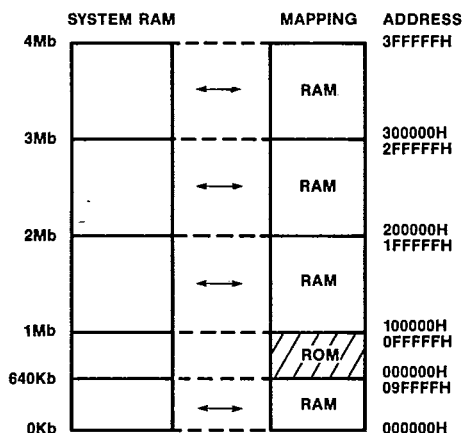 SYSTEM RAM MAPPING ADDRESS
4Mb 3FFFFFH
RAM
3Mb 300000H
2FFFFFH
RAM
2Mb 200000H
1FFFFFH
RAM
1Mb 100000H
0FFFFFH
ROM
000000H
640Kb 09FFFFH
RAM
0Kb 000000H